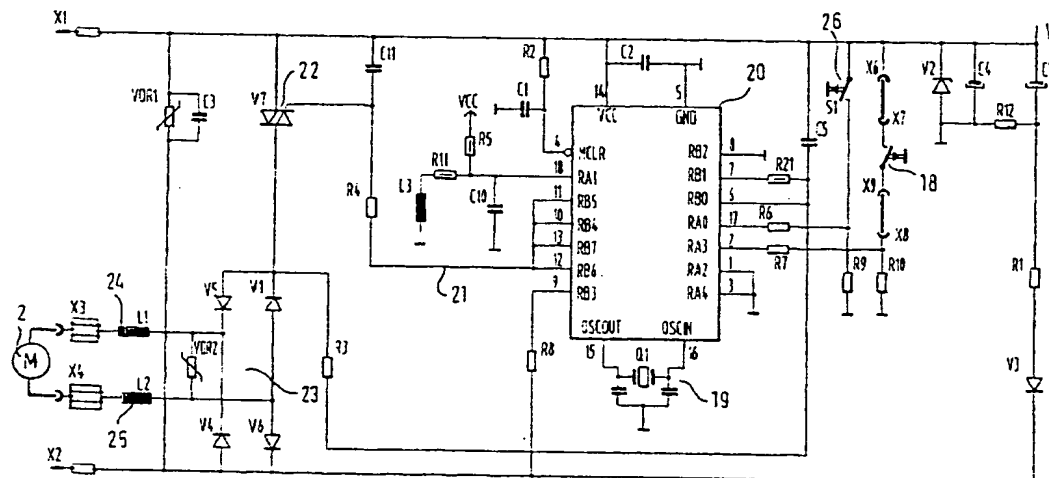 X1
26
V
22
C11
R2
C2
20
V7
VDR1
C3
C1
14
VCC
5
GND
S1
X6
V2
C4
C
VCC
R5
4
MCLR
RB2
8
C5
X7
R12
R11
18
RA1
RB1
7
R21
18
L3
C10
11
RB5
RB0
6
R4
10
RB4
RA0
17
R6
X9
13
RB7
RA3
2
X8
21
12
RB6
RA2
1
R7
R9
R10
R1
9
RB3
RA4
3
24
V5
V1
X3
L1
OSCOUT
OSCIN
2
M
VDR2
R3
R8
15
Q1
16
V3
X4
L2
23
19
25
V4
V6
X2